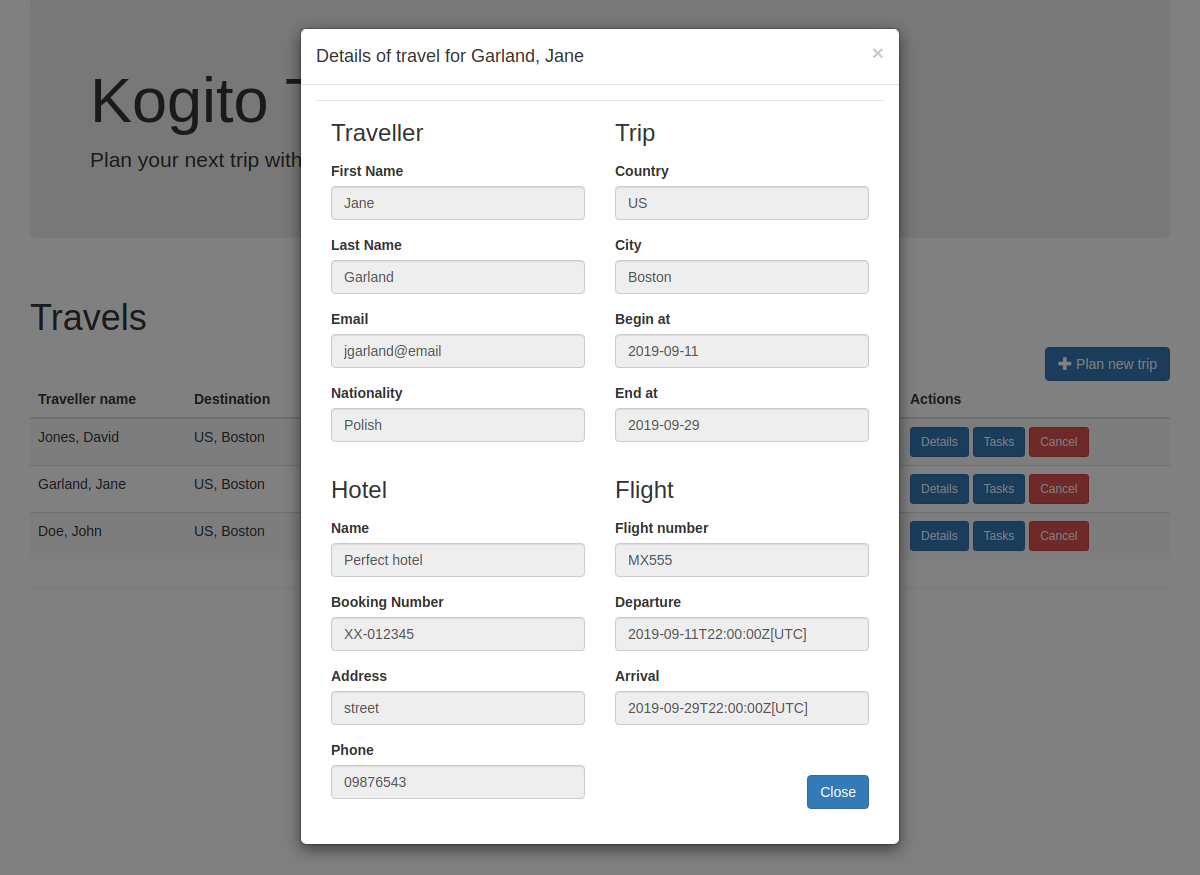 Kogito
Plan your next trip with
Travels
Plan new trip
Traveller name Destination Actions
Jones, David US, Boston Details Tasks Cancel
Garland, Jane US, Boston Details Tasks Cancel
Doe, John US, Boston Details Tasks Cancel
Details of travel for Garland, Jane ×
Traveller
First Name
Jane
Last Name
Garland
Email
jgarland@email
Nationality
Polish
Trip
Country
US
City
Boston
Begin at
2019-09-11
End at
2019-09-29
Hotel
Name
Perfect hotel
Booking Number
XX-012345
Address
street
Phone
09876543
Flight
Flight number
MX555
Departure
2019-09-11T22:00:00Z[UTC]
Arrival
2019-09-29T22:00:00Z[UTC]
Close